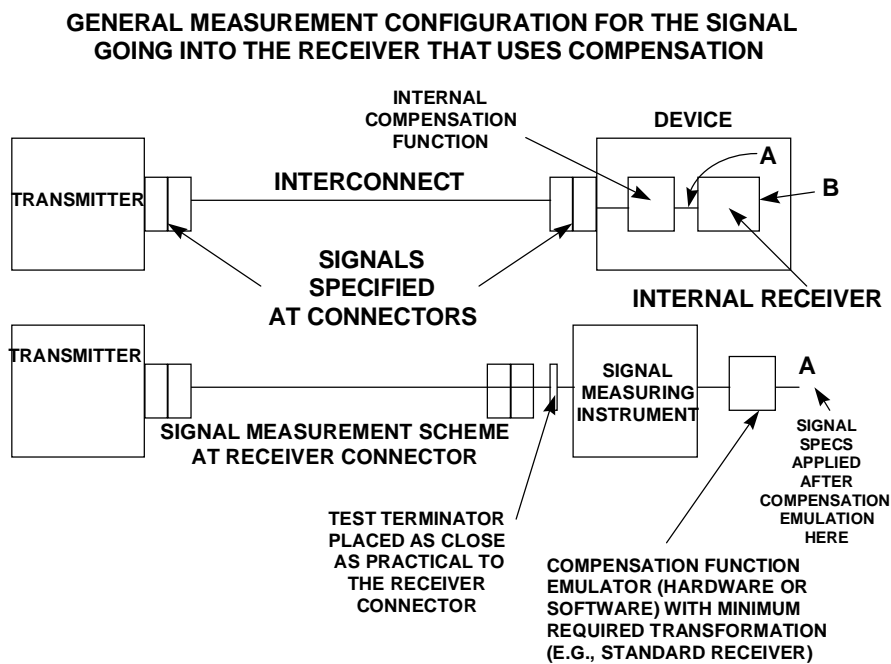 GENERAL MEASUREMENT CONFIGURATION FOR THE SIGNAL
GOING INTO THE RECEIVER THAT USES COMPENSATION
INTERNAL
COMPENSATION
FUNCTION
DEVICE
A
B
TRANSMITTER
INTERCONNECT
SIGNALS
SPECIFIED
AT CONNECTORS
INTERNAL RECEIVER
TRANSMITTER
SIGNAL
MEASURING
INSTRUMENT
A
SIGNAL MEASUREMENT SCHEME
AT RECEIVER CONNECTOR
SIGNAL
SPECS
APPLIED
AFTER
COMPENSATION
EMULATION
HERE
TEST TERMINATOR
PLACED AS CLOSE
AS PRACTICAL TO
THE RECEIVER
CONNECTOR
COMPENSATION FUNCTION
EMULATOR (HARDWARE OR
SOFTWARE) WITH MINIMUM
REQUIRED TRANSFORMATION
(E.G., STANDARD RECEIVER)